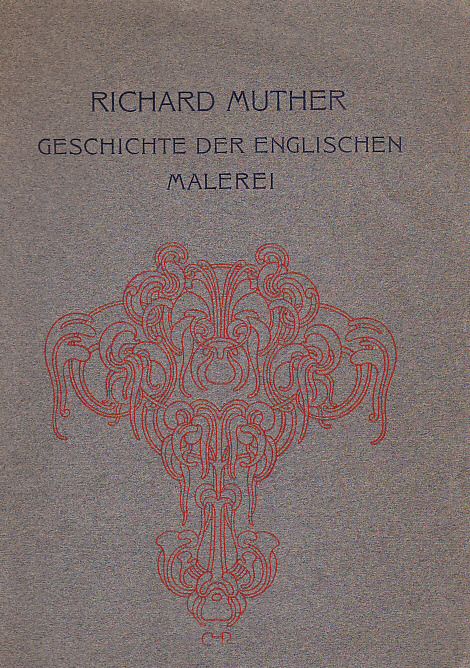 RICHARD MUTHER
GESCHICHTE DER ENGLISCHEN
MALEREI